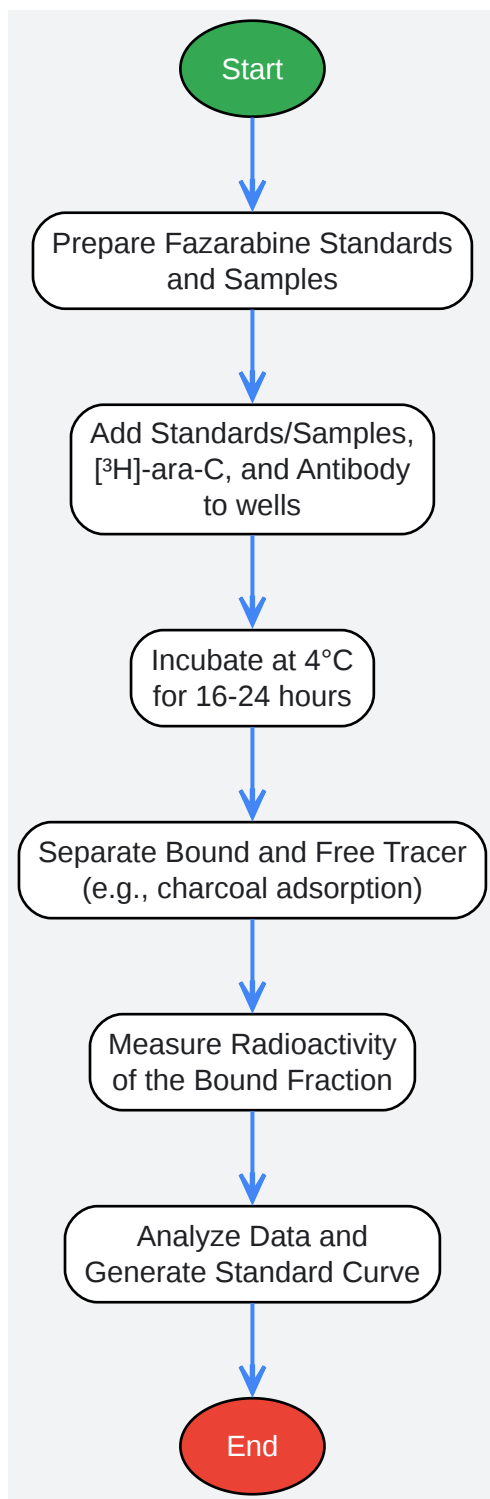 Start
Prepare Fazarabine Standards
and Samples
Add Standards/Samples,
[³H]-ara-C, and Antibody
to wells
Incubate at 4°C
for 16-24 hours
Separate Bound and Free Tracer
(e.g., charcoal adsorption)
Measure Radioactivity
of the Bound Fraction
Analyze Data and
Generate Standard Curve
End